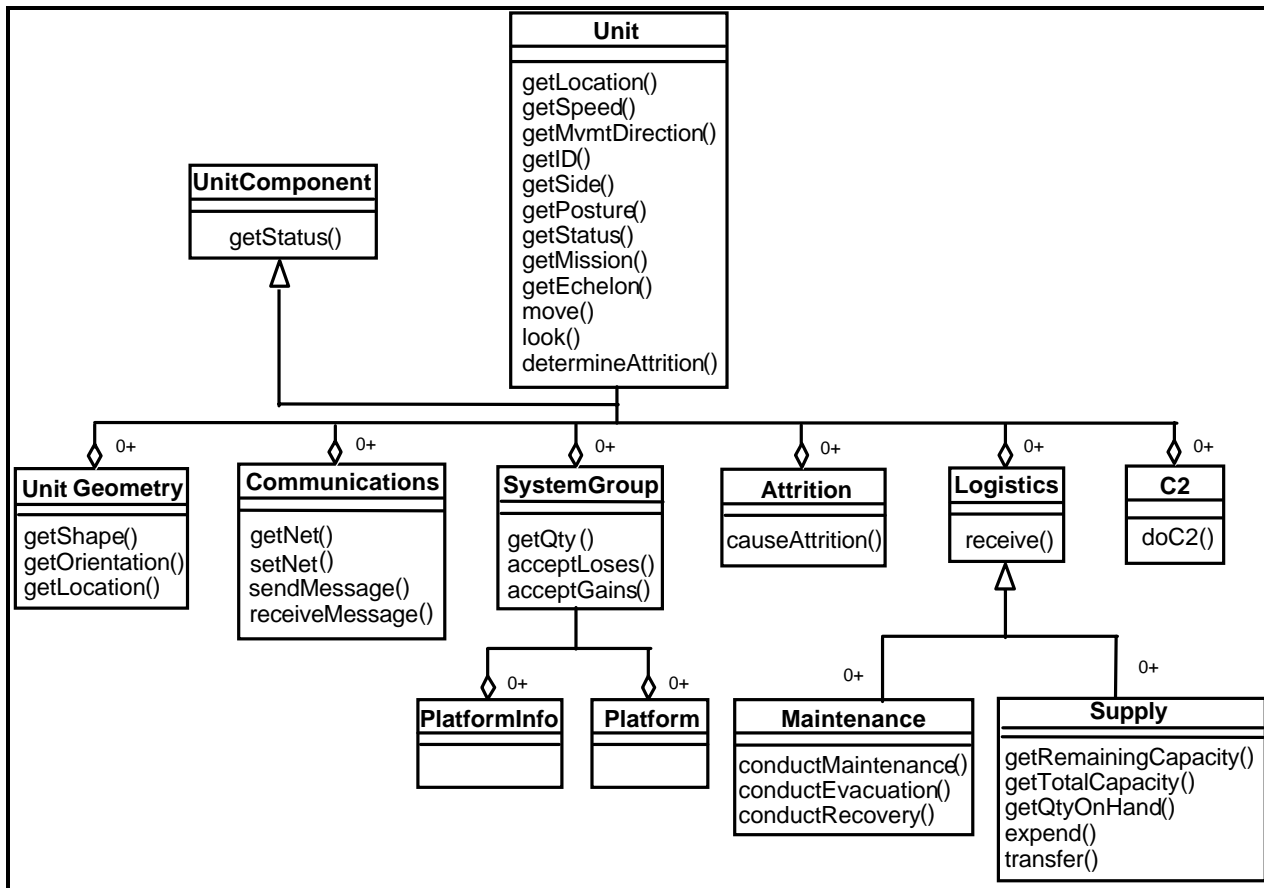 Unit
getLocation()
getSpeed()
getMvmtDirection()
getID()
getSide()
getPosture()
getStatus()
getMission()
getEchelon()
move()
look()
determineAttrition()
UnitComponent
getStatus()
0+
0+
0+
0+
0+
0+
Unit Geometry
getShape()
getOrientation()
getLocation()
Communications
getNet()
setNet()
sendMessage()
receiveMessage()
SystemGroup
getQty()
acceptLoses()
acceptGains()
Attrition
causeAttrition()
Logistics
receive()
C2
doC2()
0+
0+
0+
0+
PlatformInfo
Platform
Maintenance
conductMaintenance()
conductEvacuation()
conductRecovery()
Supply
getRemainingCapacity()
getTotalCapacity()
getQtyOnHand()
expend()
transfer()